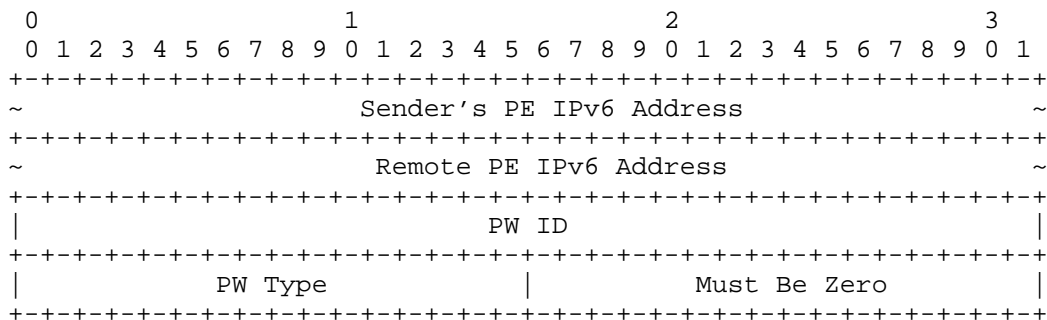 0                   1                   2                   3
 0 1 2 3 4 5 6 7 8 9 0 1 2 3 4 5 6 7 8 9 0 1 2 3 4 5 6 7 8 9 0 1
+-+-+-+-+-+-+-+-+-+-+-+-+-+-+-+-+-+-+-+-+-+-+-+-+-+-+-+-+-+-+-+-+
~                     Sender’s PE IPv6 Address                  ~
+-+-+-+-+-+-+-+-+-+-+-+-+-+-+-+-+-+-+-+-+-+-+-+-+-+-+-+-+-+-+-+-+
~                      Remote PE IPv6 Address                   ~
+-+-+-+-+-+-+-+-+-+-+-+-+-+-+-+-+-+-+-+-+-+-+-+-+-+-+-+-+-+-+-+-+
|                             PW ID                             |
+-+-+-+-+-+-+-+-+-+-+-+-+-+-+-+-+-+-+-+-+-+-+-+-+-+-+-+-+-+-+-+-+
|            PW Type            |          Must Be Zero         |
+-+-+-+-+-+-+-+-+-+-+-+-+-+-+-+-+-+-+-+-+-+-+-+-+-+-+-+-+-+-+-+-+